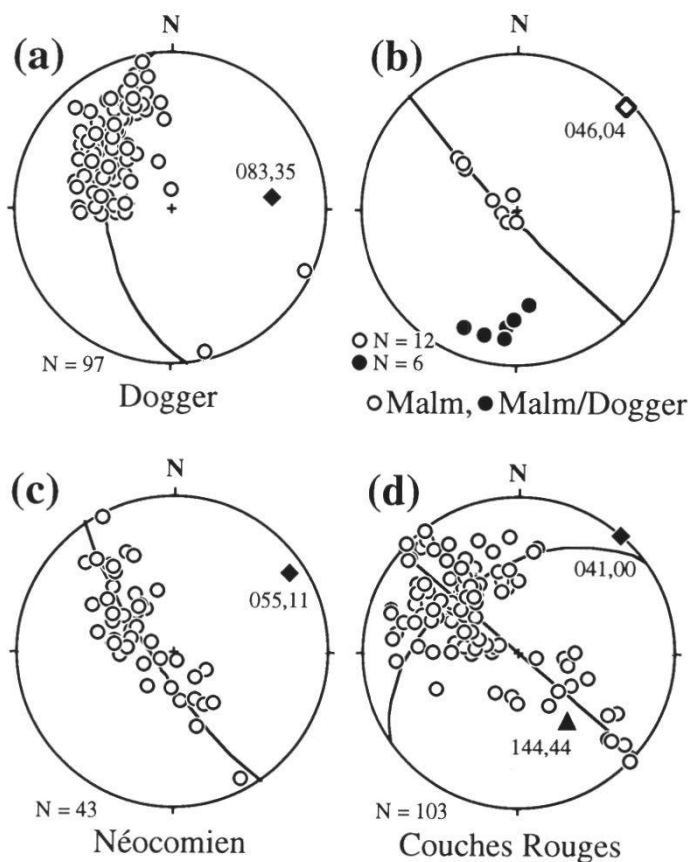 (a)
N
083,35
N = 97
Dogger
(b)
N
046,04
N = 12
N = 6
Malm, Malm/Dogger
(c)
N
055,11
N = 43
Néocomien
(d)
N
041,00
144,44
N = 103
Couches Rouges